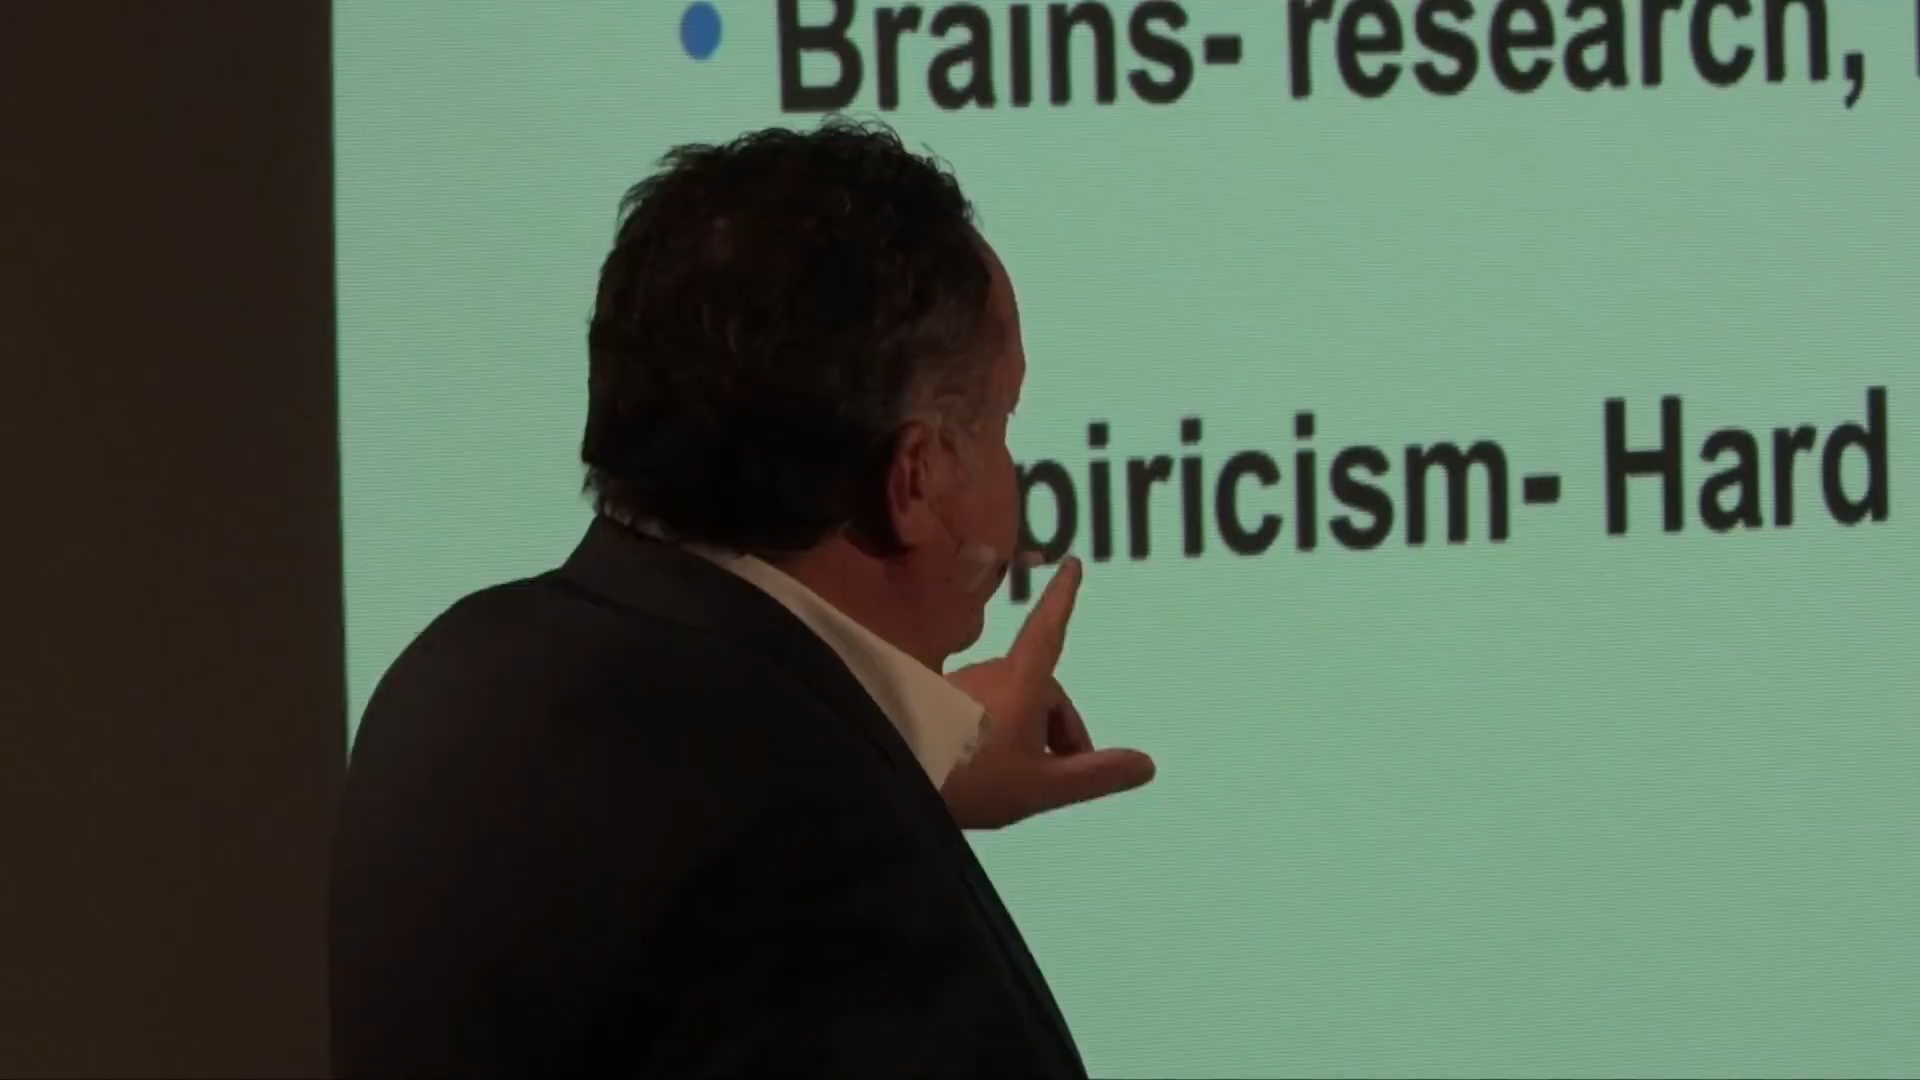 • Brains- research,
piricism- Hard